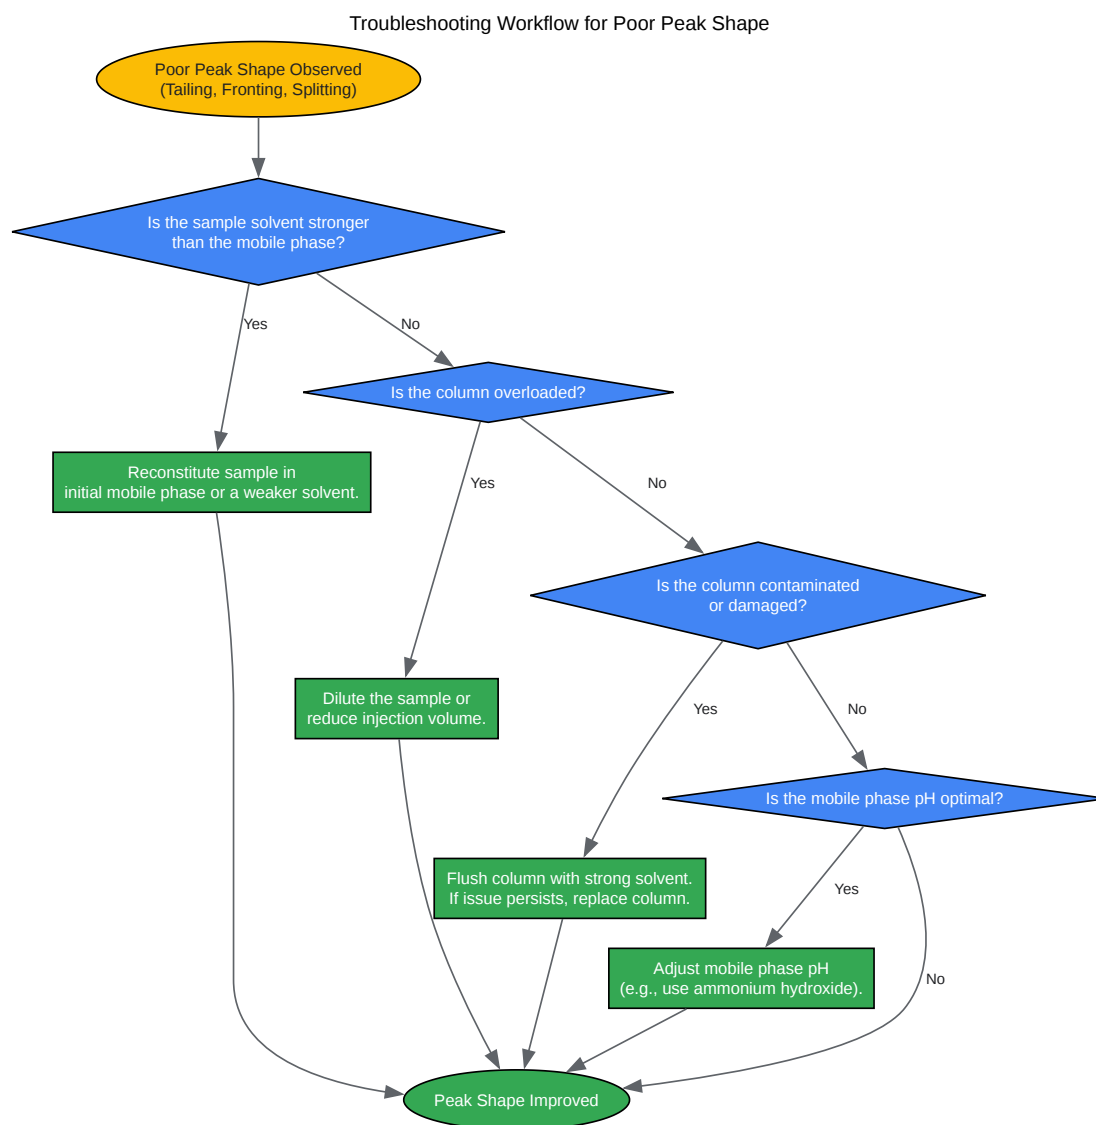 Troubleshooting Workflow for Poor Peak Shape
Poor Peak Shape Observed
(Tailing, Fronting, Splitting)
Is the sample solvent stronger
than the mobile phase?
Yes
No
Is the column overloaded?
Reconstitute sample in
initial mobile phase or a weaker solvent.
Yes
No
Is the column contaminated
or damaged?
Dilute the sample or
reduce injection volume.
Yes
No
Is the mobile phase pH optimal?
Flush column with strong solvent.
If issue persists, replace column.
Yes
No
Adjust mobile phase pH
(e.g., use ammonium hydroxide).
Peak Shape Improved